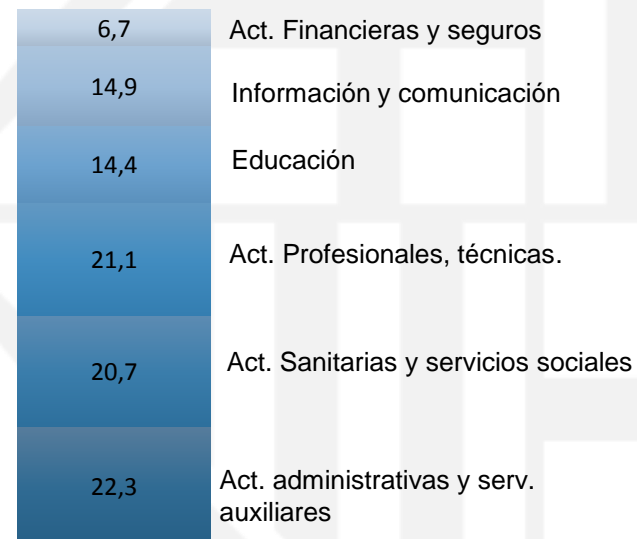 6,7 Act. Financieras y seguros
14,9 Información y comunicación
14,4 Educación
21,1 Act. Profesionales, técnicas.
20,7 Act. Sanitarias y servicios sociales
22,3 Act. administrativas y serv.
auxiliares